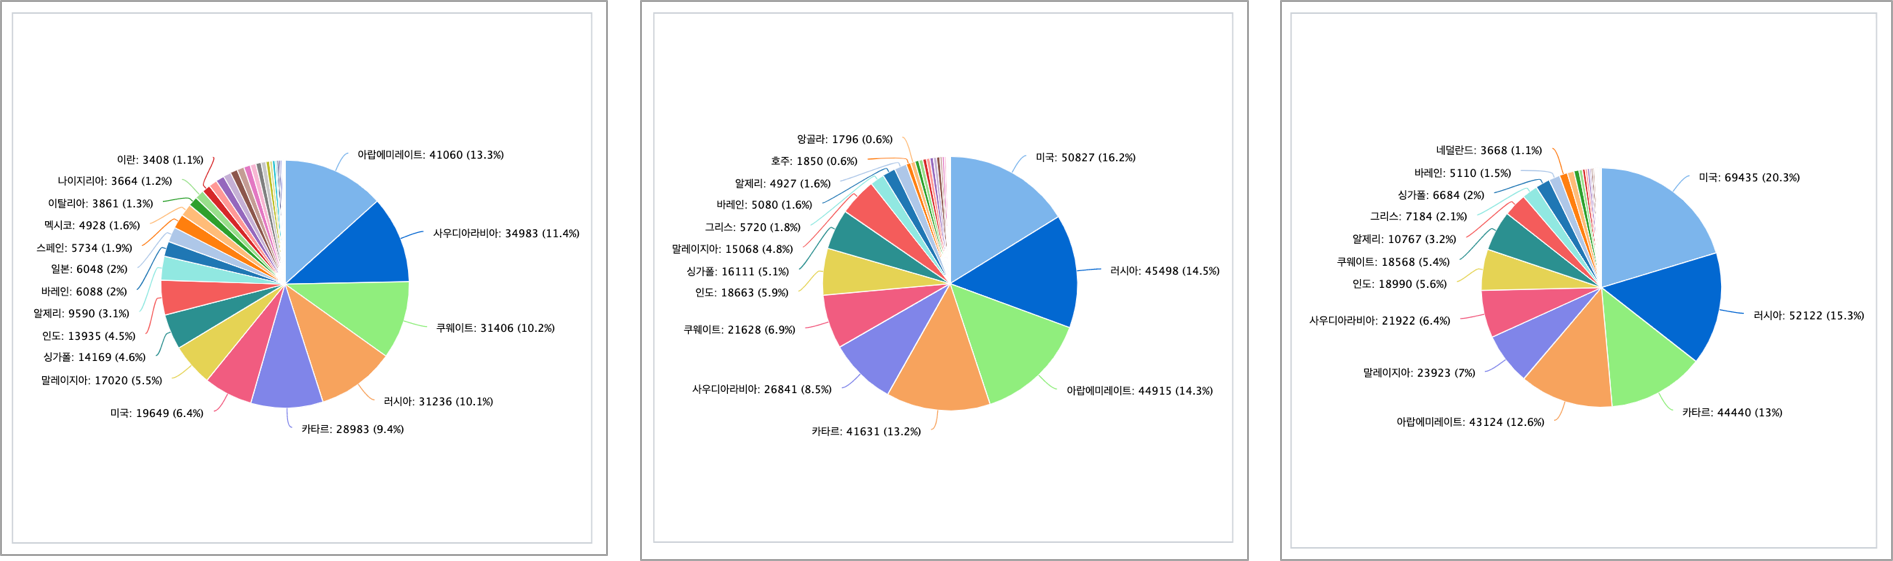 이란: 3408 (1.1%)
나이지리아: 3664 (1.2%)
이탈리아: 3861 (1.3%)
멕시코: 4928 (1.6%)
스페인: 5734 (1.9%)
일본: 6048 (2%)
바레인: 6088 (2%)
알제리: 9590 (3.1%)
인도: 13935 (4.5%)
싱가폴: 14169 (4.6%)
말레이지아: 17020 (5.5%)
미국: 19649 (6.4%)
아랍에미레이트: 41060 (13.3%)
사우디아라비아: 34983 (11.4%)
쿠웨이트: 31406 (10.2%)
러시아: 31236 (10.1%)
카타르: 28983 (9.4%)
앙골라: 1796 (0.6%)
호주: 1850 (0.6%)
알제리: 4927 (1.6%)
바레인: 5080 (1.6%)
그리스: 5720 (1.8%)
말레이지아: 15068 (4.8%)
싱가폴: 16111 (5.1%)
인도: 18663 (5.9%)
쿠웨이트: 21628 (6.9%)
사우디아라비아: 26841 (8.5%)
카타르: 41631 (13.2%)
미국: 50827 (16.2%)
러시아: 45498 (14.5%)
아랍에미레이트: 44915 (14.3%)
네덜란드: 3668 (1.1%)
바레인: 5110 (1.5%)
싱가폴: 6684 (2%)
그리스: 7184 (2.1%)
알제리: 10767 (3.2%)
쿠웨이트: 18568 (5.4%)
인도: 18990 (5.6%)
사우디아라비아: 21922 (6.4%)
말레이지아: 23923 (7%)
아랍에미레이트: 43124 (12.6%)
미국: 69435 (20.3%)
러시아: 52122 (15.3%)
카타르: 44440 (13%)